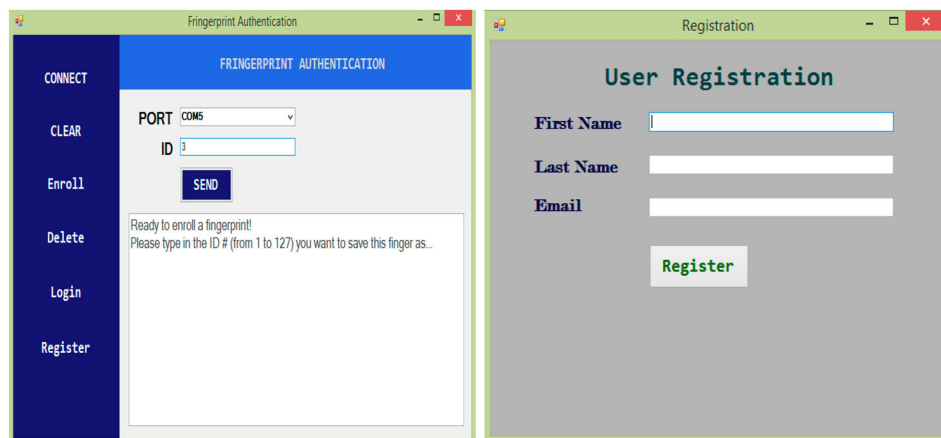 Fringerprint Authentication
FRINGERPRINT AUTHENTICATION
CONNECT
CLEAR
Enroll
Delete
Login
Register
PORT COM5
ID 3
SEND
Ready to enroll a fingerprint!
Please type in the ID # (from 1 to 127) you want to save this finger as...
Registration
User Registration
First Name
Last Name
Email
Register